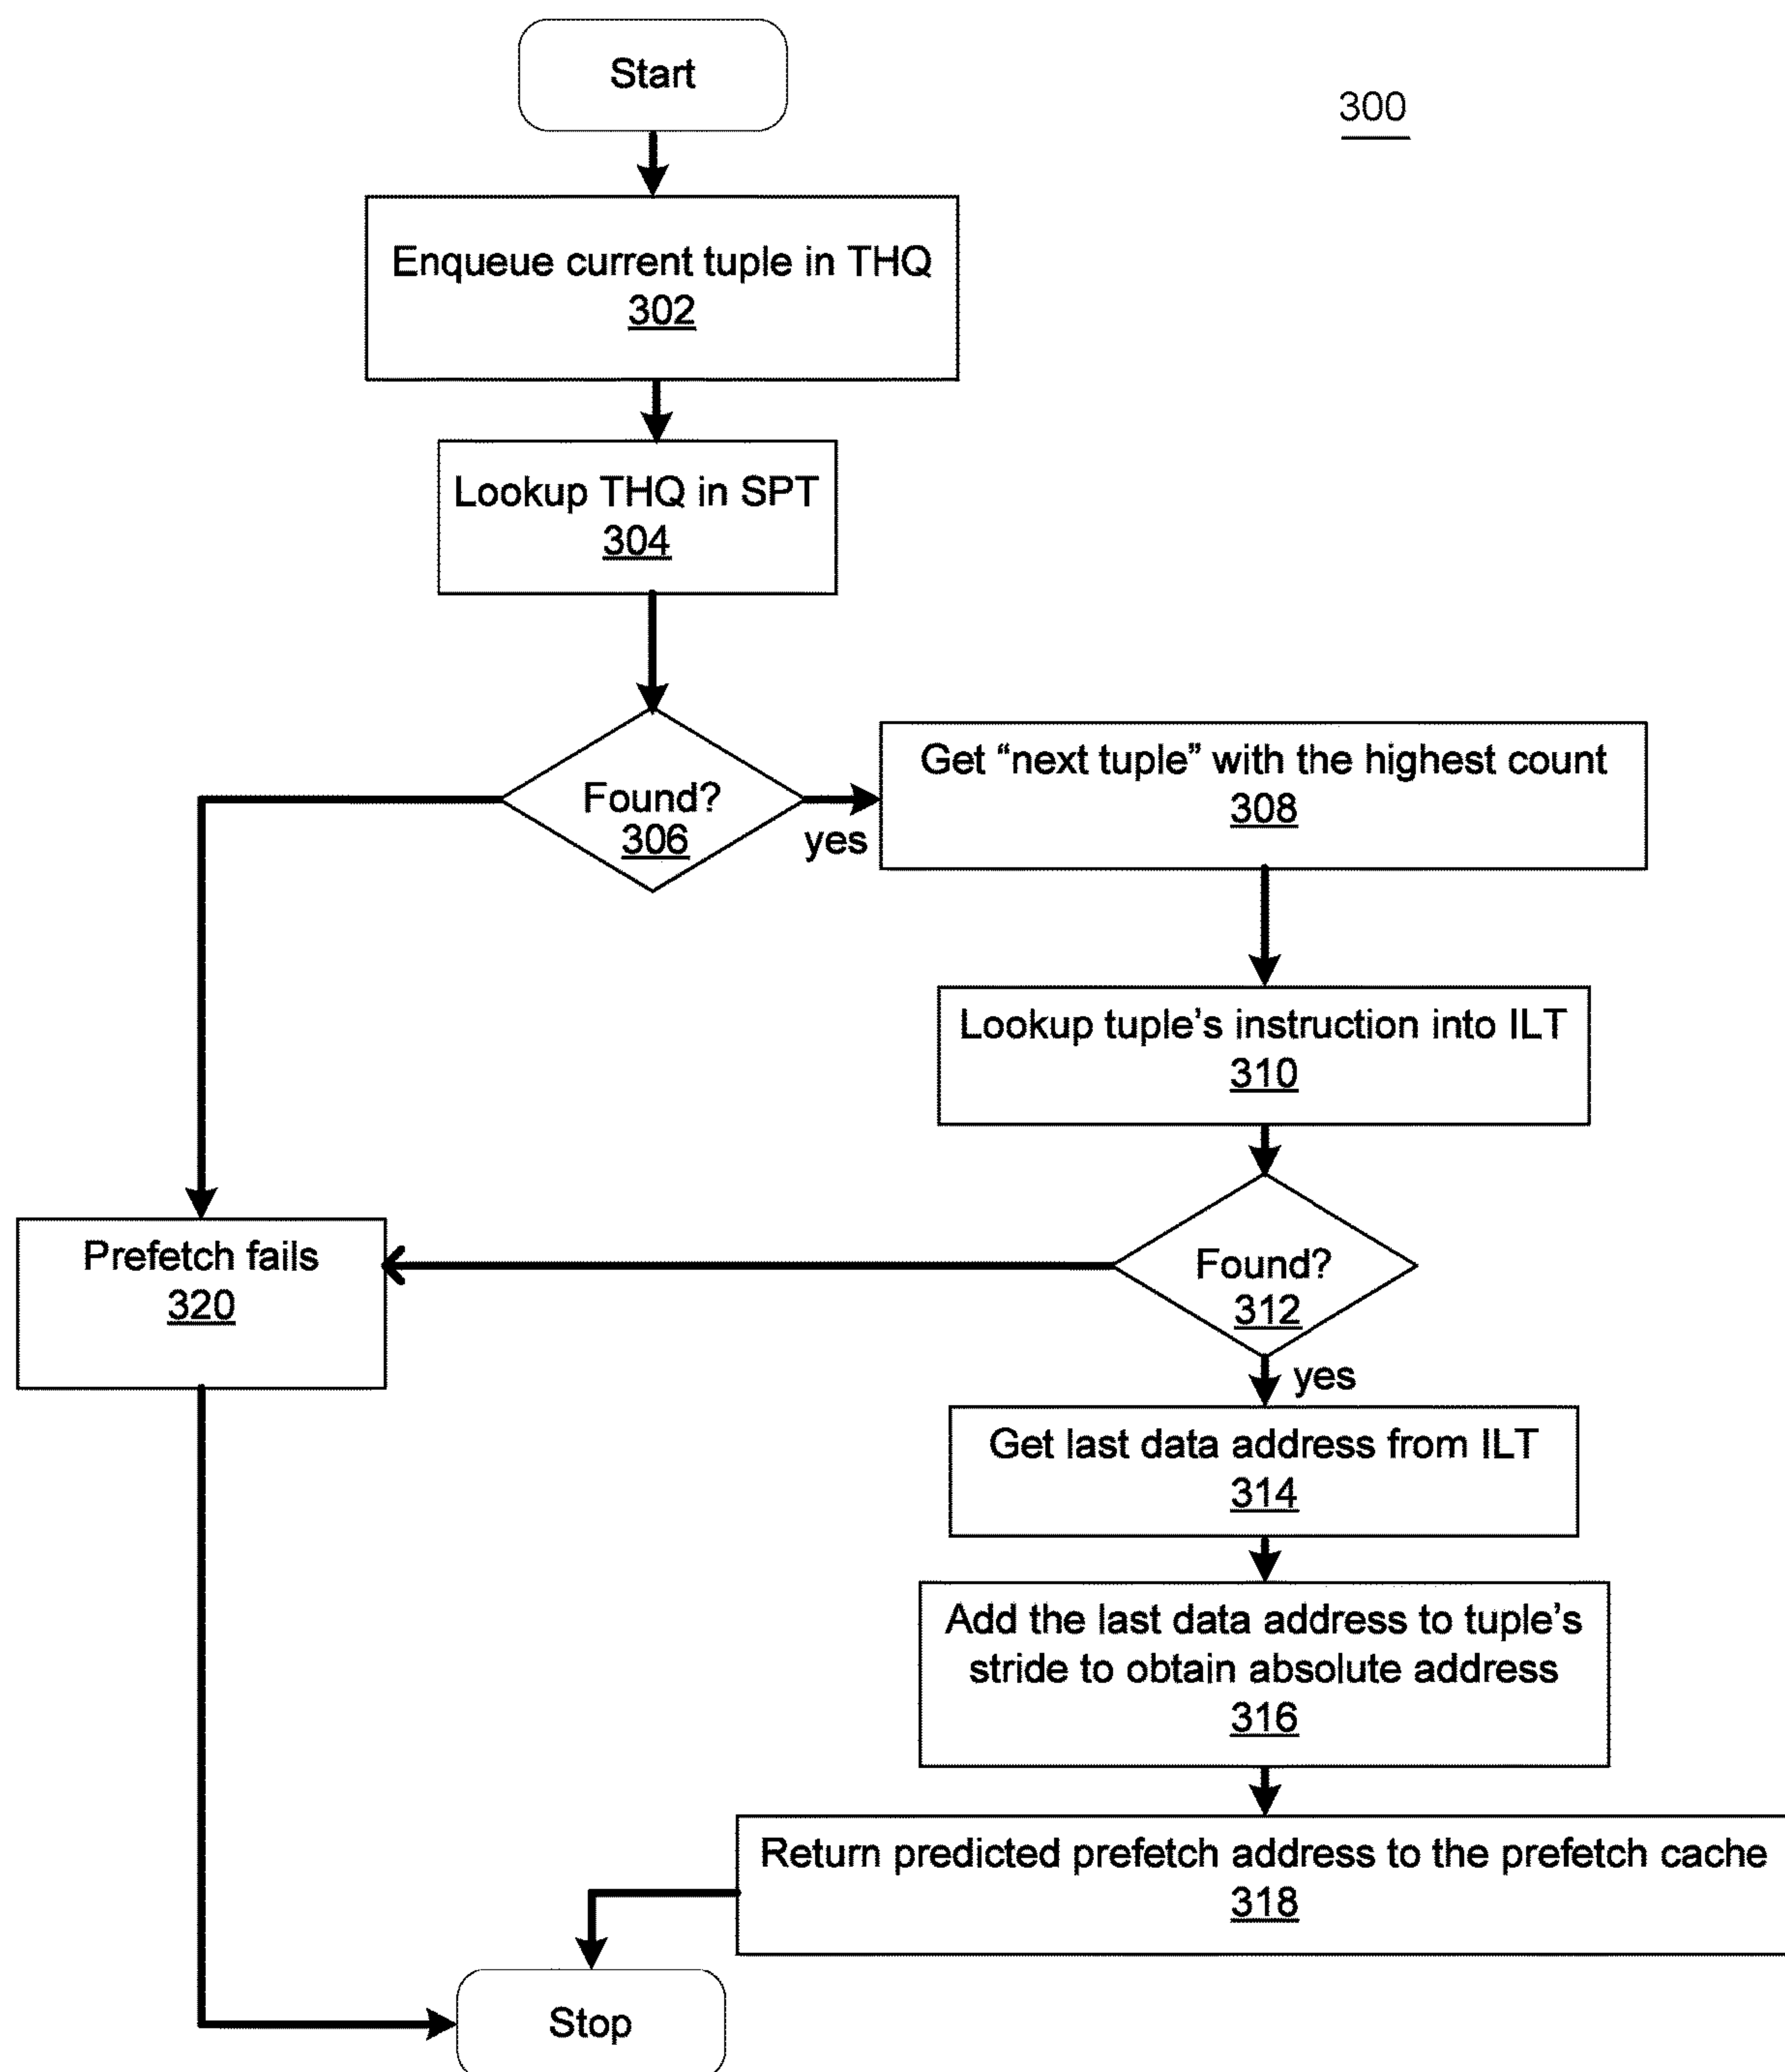 Start
300
Enqueue current tuple in THQ
302
Lookup THQ in SPT
304
Found?
306
yes
Get “next tuple” with the highest count
308
Lookup tuple’s instruction into ILT
310
Found?
312
yes
Prefetch fails
320
Get last data address from ILT
314
Add the last data address to tuple’s
stride to obtain absolute address
316
Return predicted prefetch address to the prefetch cache
318
Stop